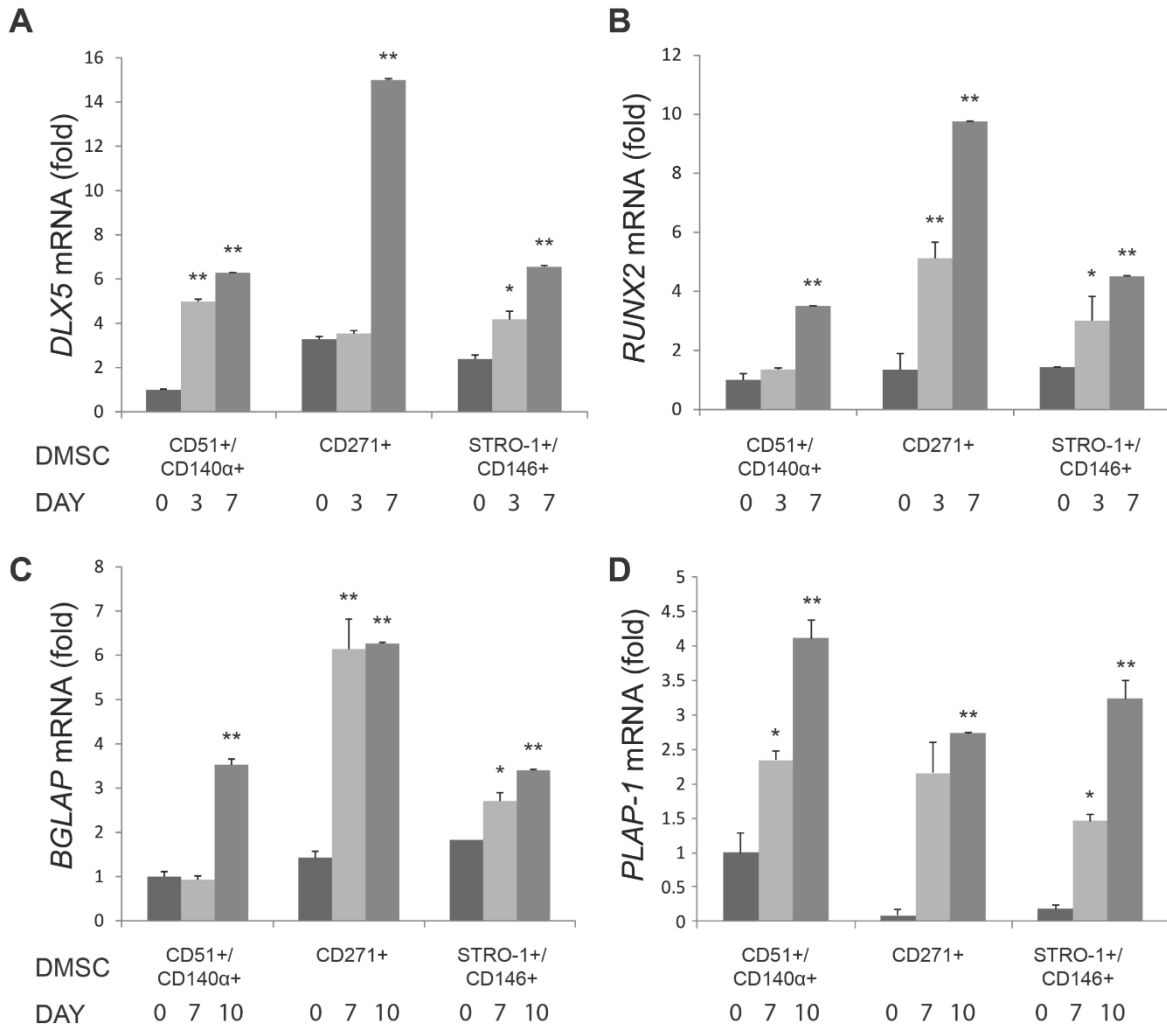 A
DLX5 mRNA (fold)
16
14
12
10
8
6
4
2
0
** ** ** * **
DMSC
CD51+/
CD140α+
CD271+
STRO-1+/
CD146+
DAY 0 3 7 0 3 7 0 3 7
B
RUNX2 mRNA (fold)
12
10
8
6
4
2
0
** ** ** * **
DMSC
CD51+/
CD140α+
CD271+
STRO-1+/
CD146+
DAY 0 3 7 0 3 7 0 3 7
C
BGLAP mRNA (fold)
8
7
6
5
4
3
2
1
0
** ** ** * **
DMSC
CD51+/
CD140α+
CD271+
STRO-1+/
CD146+
DAY 0 7 10 0 7 10 0 7 10
D
PLAP-1 mRNA (fold)
5
4.5
4
3.5
3
2.5
2
1.5
1
0.5
0
* ** ** * **
DMSC
CD51+/
CD140α+
CD271+
STRO-1+/
CD146+
DAY 0 7 10 0 7 10 0 7 10